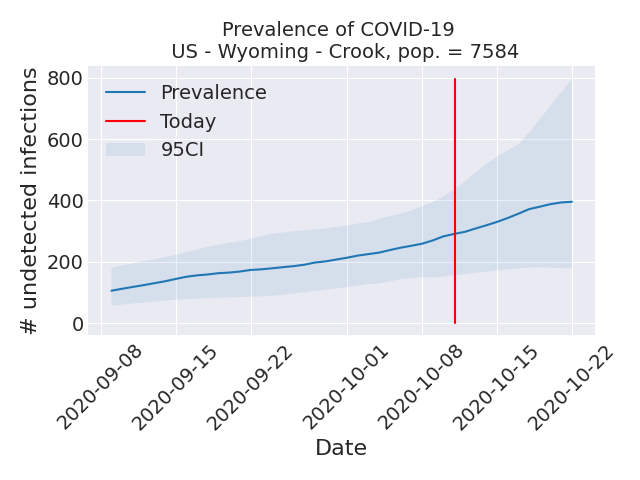 Prevalence of COVID-19
US - Wyoming - Crook, pop. = 7584
# undetected infections
800
600
400
200
0
Prevalence
Today
95CI
2020-09-08
2020-09-15
2020-09-22
2020-10-01
2020-10-08
2020-10-15
2020-10-22
Date